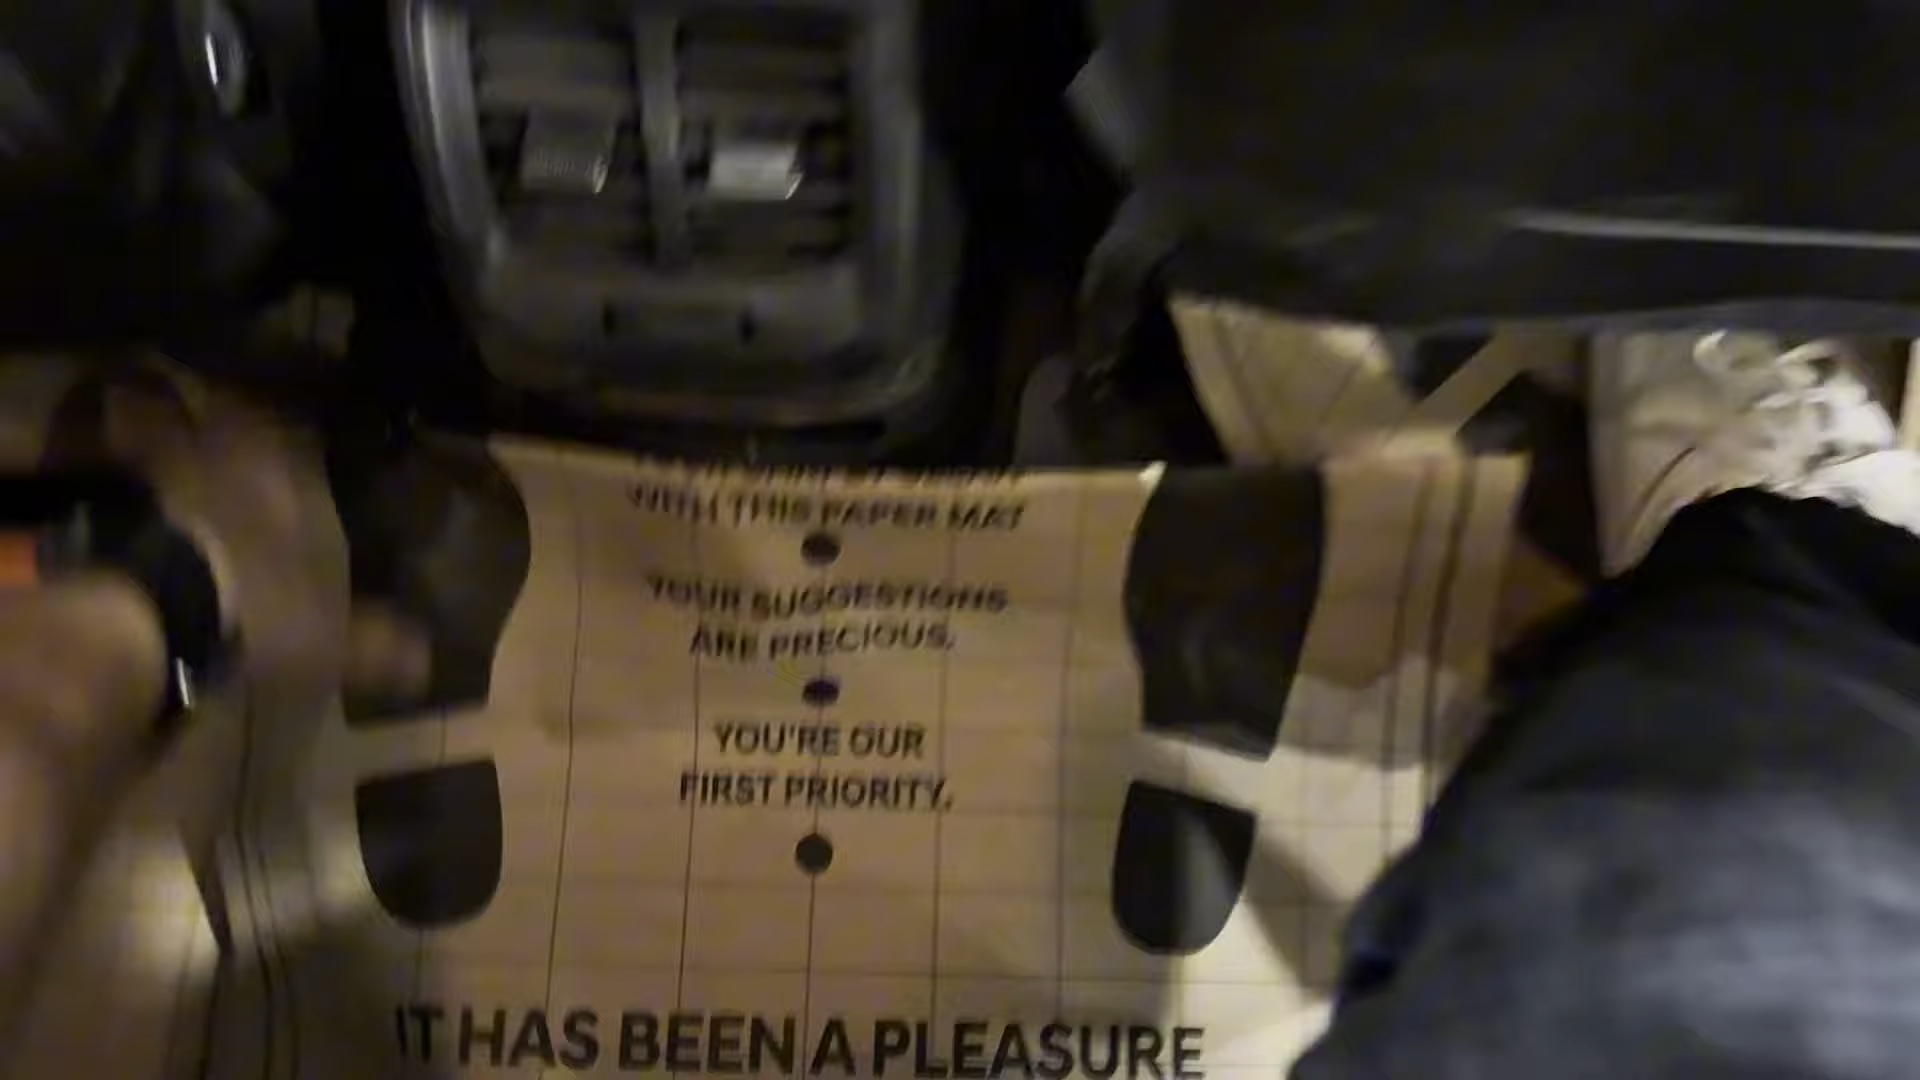 WITH THIS PAPER MAT
YOUR SUGGESTIONS
ARE PRECIOUS.
YOU'RE OUR
FIRST PRIORITY.
IT HAS BEEN A PLEASURE